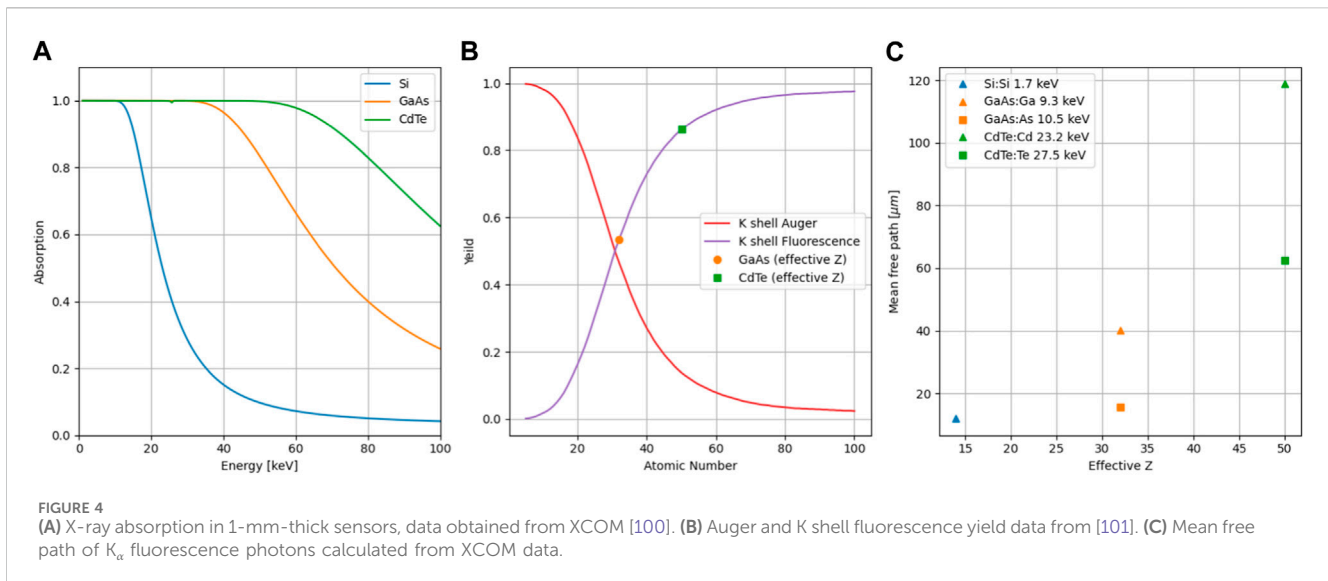 A
Si
GaAs
CdTe
1.0
0.8
0.6
0.4
0.2
0.0
Absorption
0 20 40 60 80 100
Energy [keV]
B
1.0
0.8
0.6
0.4
0.2
0.0
Yeild
K shell Auger
K shell Fluorescence
GaAs (effective Z)
CdTe (effective Z)
20 40 60 80 100
Atomic Number
C
Si:Si 1.7 keV
GaAs:Ga 9.3 keV
GaAs:As 10.5 keV
CdTe:Cd 23.2 keV
CdTe:Te 27.5 keV
120
100
80
60
40
20
Mean free path [μm]
15 20 25 30 35 40 45 50
Effective Z
FIGURE 4
(A) X-ray absorption in 1-mm-thick sensors, data obtained from XCOM [100]. (B) Auger and K shell fluorescence yield data from [101]. (C) Mean free
path of Kα fluorescence photons calculated from XCOM data.